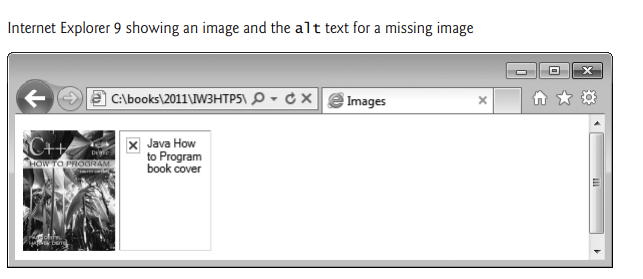 Internet Explorer 9 showing an image and the alt text for a missing image
C:\books\2011\IW3HTP5\
Images
C++
HOW TO PROGRAM
Java How
to Program
book cover